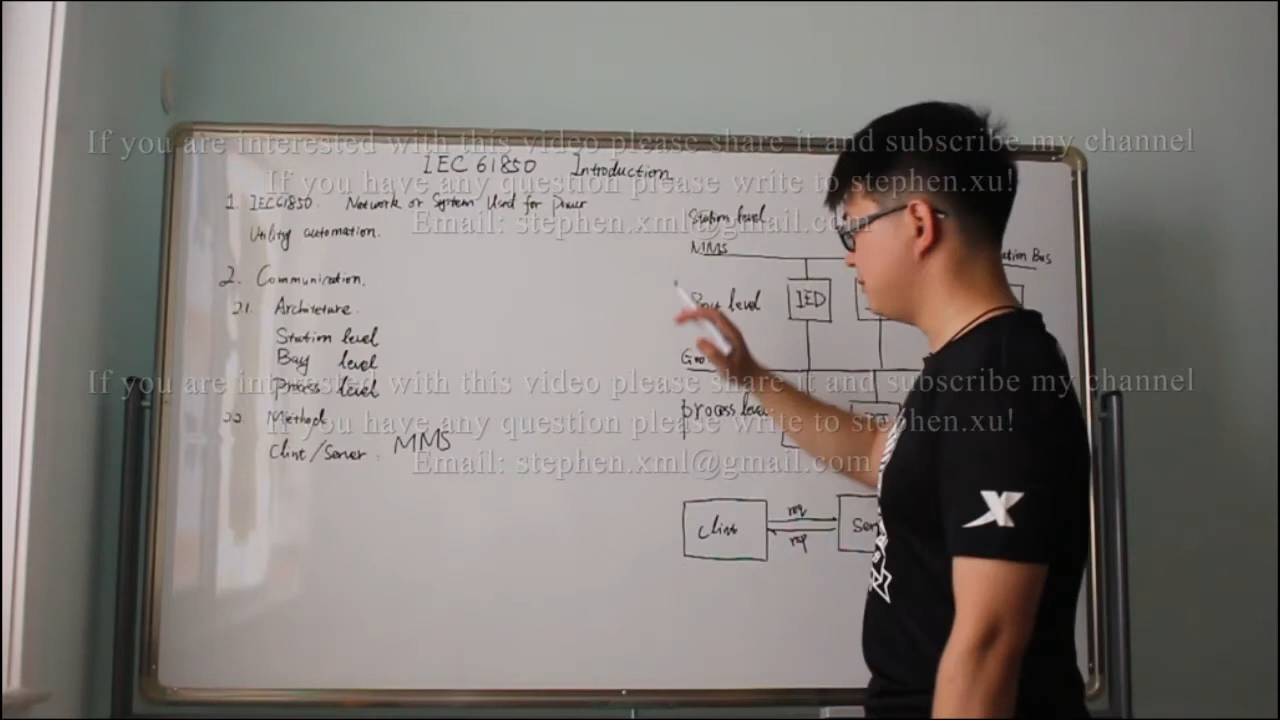 If you are interested with this video please share it and subscribe my channel
IEC 61850 Introduction
If you have any question please write to stephen.xu!
1. IEC61850. Network or System Used for Power
Station level
Email: stephen.xml@gmail.com
Utility automation.
MMS
Bus
2. Communication.
2.1. Architeture.
level
IED
Station level
Bay level
If you are interested with this video please share it and subscribe my channel
Process level
process level
2.2. Method
If you have any question please write to stephen.xu!
Clint/Server: MMS
Email: stephen.xml@gmail.com
Clint
req
rsp